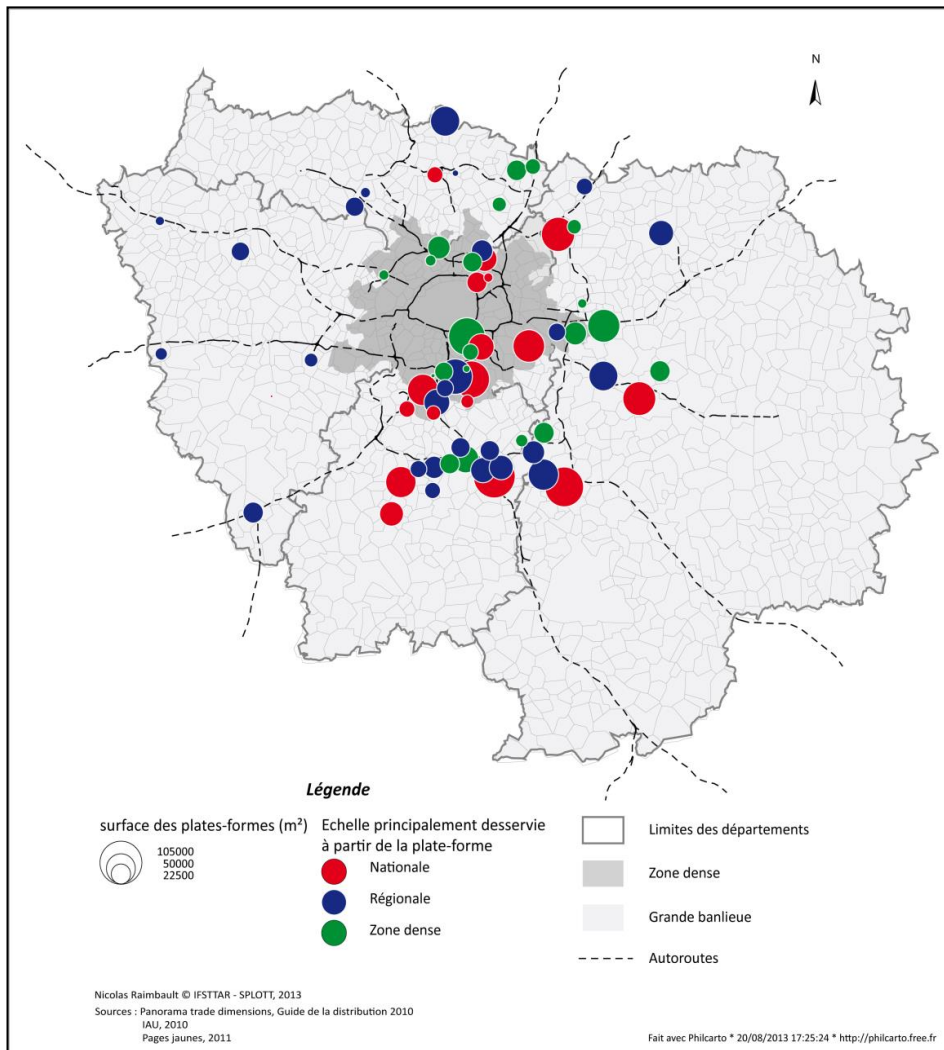 N
Légende
surface des plates-formes (m²)
105000
50000
22500
Echelle principalement desservie
à partir de la plate-forme
Nationale
Régionale
Zone dense
Limites des départements
Zone dense
Grande banlieue
Autoroutes
Nicolas Raimbault © IFSTTAR - SPLOTT, 2013
Sources : Panorama trade dimensions, Guide de la distribution 2010
IAU, 2010
Pages jaunes, 2011
Fait avec Philcarto * 20/08/2013 17:25:24 * http://philcarto.free.fr